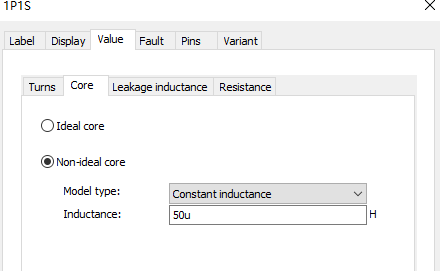 1P1S
Label Display Value Fault Pins Variant
Turns Core Leakage inductance Resistance
Ideal core
Non-ideal core
Model type: Constant inductance
Inductance: 50u H